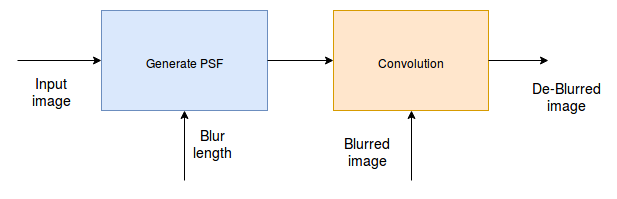 Generate PSF
Convolution
Input
image
De-Blurred
image
Blur
length
Blurred
image